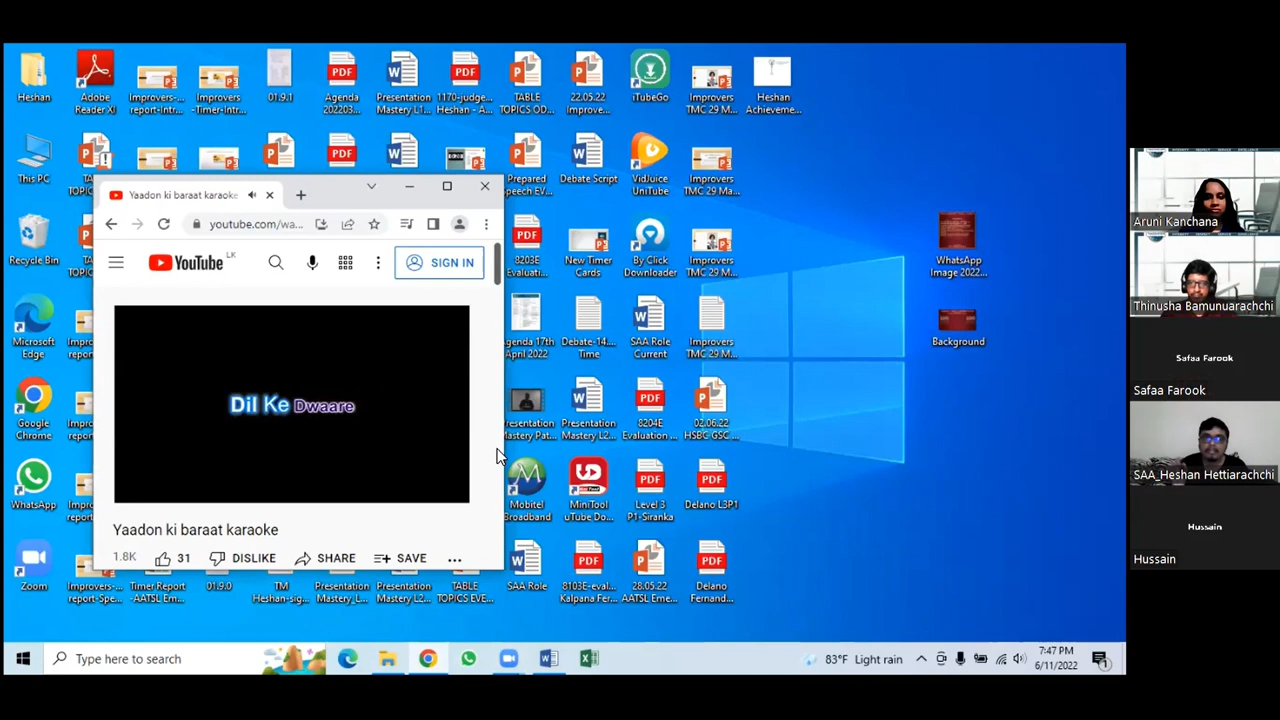 Heshan
Adobe Reader XI
Improvers-... report-Intr...
Improvers -Timer-Intr...
01.9.1
Agenda 202203...
Presentation Mastery L1...
1170-judge... Heshan - A...
TABLE TOPICS OD...
22.05.22 Improve...
iTubeGo
Improvers TMC 29 M...
Heshan Achieveme...
This PC
Prepared Speech EV...
Debate Script
VidJuice UniTube
Improvers TMC 29 Ma...
Yaadon ki baraat karaoke
youtube.com/wa...
YouTube LK
SIGN IN
Recycle Bin
8203E Evaluati...
New Timer Cards
By Click Downloader
Improvers TMC 29 M...
WhatsApp Image 2022...
Microsoft Edge
Agenda 17th April 2022
Debate-14.... Time
SAA Role Current
Improvers TMC 29 M...
Background
Dil Ke Dwaare
Google Chrome
Presentation Mastery Pat...
Presentation Mastery L2...
8204E Evaluation ...
02.06.22 HSBC GSC ...
WhatsApp
Mobitel Broadband
MiniTool uTube Do...
Level 3 P1-Siranka
Delano L3P1
Yaadon ki baraat karaoke
1.8K
31
DISLIKE
SHARE
SAVE
Zoom
Improvers-... report-Spe...
Timer Report -AATSL Em...
01.9.0
TM Heshan-sig...
Presentation Mastery_L...
Presentation Mastery L2...
TABLE TOPICS EVE...
SAA Role
8103E-eval... Kalpana Fer...
28.05.22 AATSL Eme...
Delano Fernand...
Type here to search
83°F Light rain
7:47 PM
6/11/2022
Aruni Kanchana
Thinusha Bamunuarachchi
Safaa Farook
Safaa Farook
SAA_Heshan Hettiarachchi
Hussain
Hussain